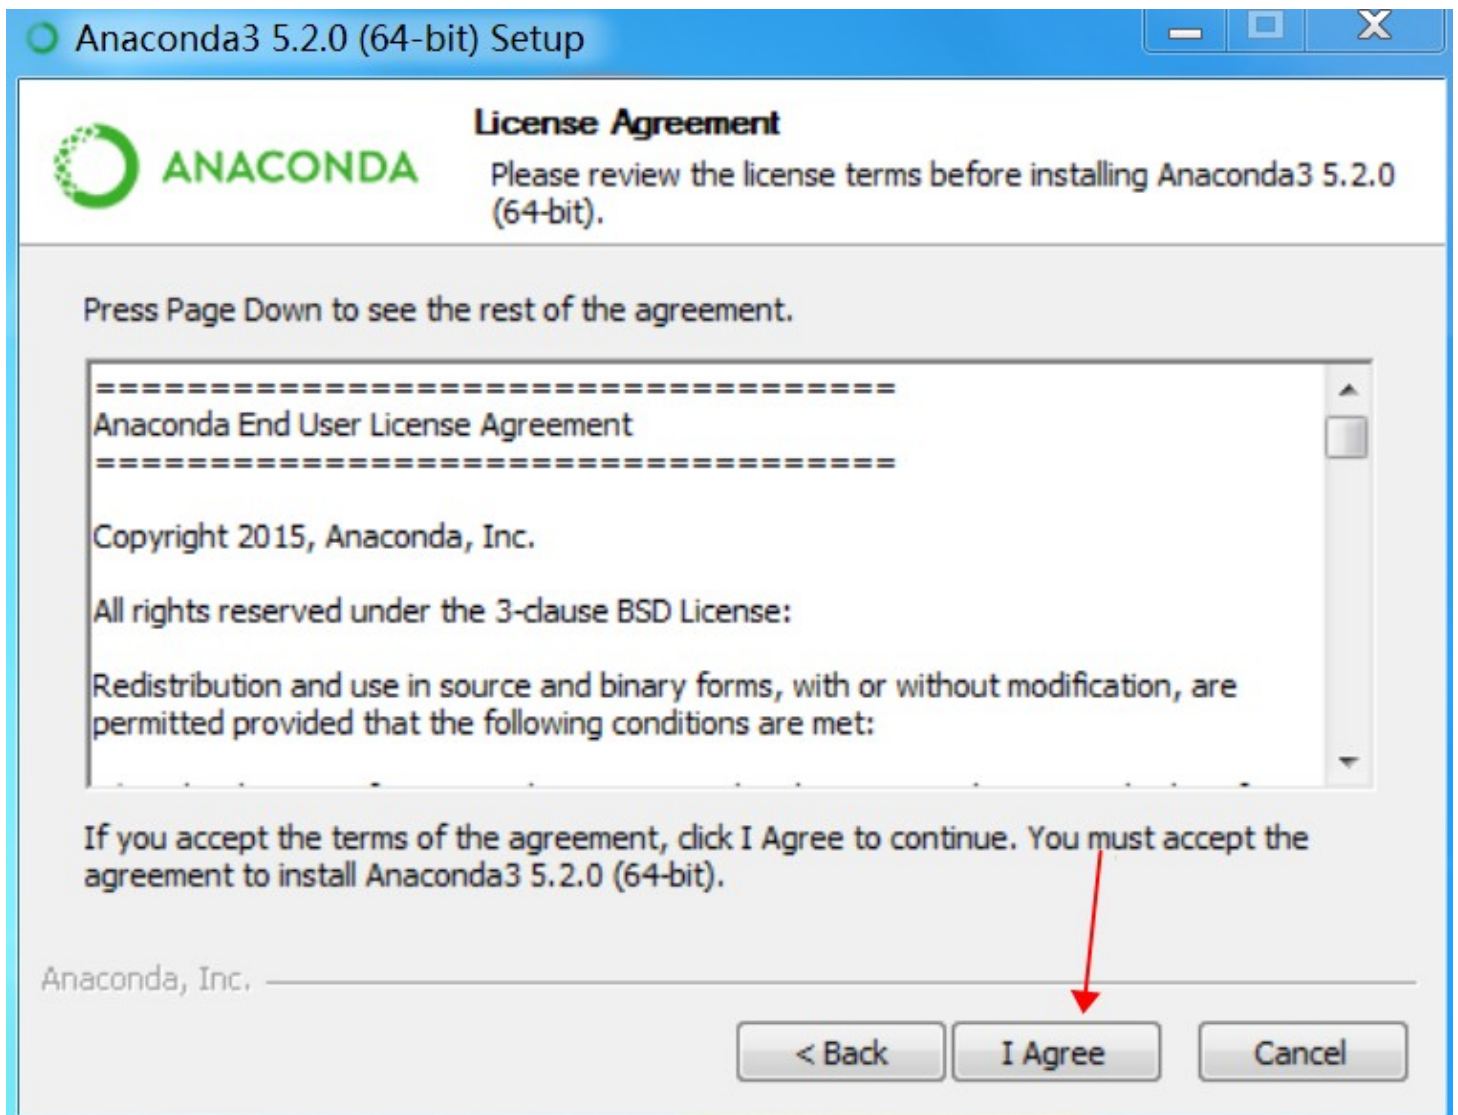 Anaconda3 5.2.0 (64-bit) Setup
ANACONDA
License Agreement
Please review the license terms before installing Anaconda3 5.2.0
(64-bit).
Press Page Down to see the rest of the agreement.
===================================
Anaconda End User License Agreement
===================================
Copyright 2015, Anaconda, Inc.
All rights reserved under the 3-clause BSD License:
Redistribution and use in source and binary forms, with or without modification, are
permitted provided that the following conditions are met:
If you accept the terms of the agreement, click I Agree to continue. You must accept the
agreement to install Anaconda3 5.2.0 (64-bit).
Anaconda, Inc.
< Back
I Agree
Cancel